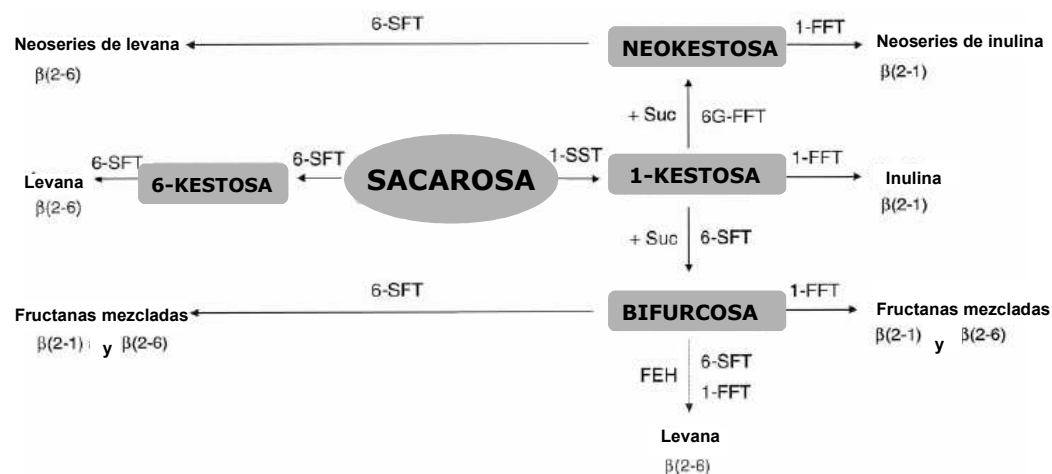 6-SFT
NEOKESTOSA
1-FFT
Neoseries de levana
Neoseries de inulina
β(2-6)
β(2-1)
+ Suc
6G-FFT
6-SFT
6-SFT
1-SST
1-FFT
Levana
6-KESTOSA
SACAROSA
1-KESTOSA
Inulina
β(2-6)
β(2-1)
+ Suc
6-SFT
6-SFT
BIFURCOSA
1-FFT
Fructanas mezcladas
Fructanas mezcladas
β(2-1) y β(2-6)
β(2-1) y β(2-6)
FEH
6-SFT
1-FFT
Levana
β(2-6)